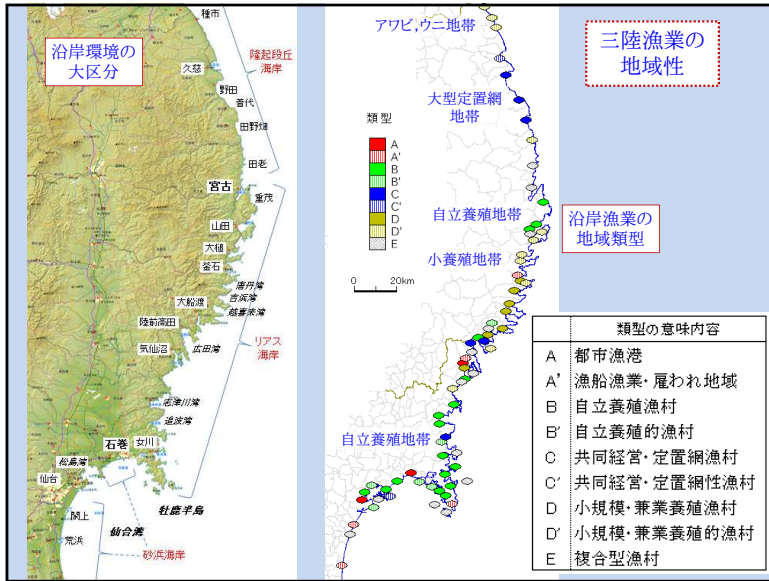 三陸漁業の
地域性
沿岸環境の
大区分
種市
隆起段丘
海岸
久慈
野田
普代
田野畑
田老
宮古
重茂
山田
大槌
釜石
唐丹湾
吉浜湾
越喜来湾
大船渡
陸前高田
気仙沼
広田湾
リアス
海岸
志津川湾
追波湾
石巻
女川
松島湾
仙台
牡鹿半島
閖上
仙台湾
荒浜
砂浜海岸
アワビ,ウニ地帯
大型定置網
地帯
類型
A
A'
B
B'
C
C'
D
D'
E
0 20km
自立養殖地帯
小養殖地帯
自立養殖地帯
沿岸漁業の
地域類型
類型の意味内容
A 都市漁港
A' 漁船漁業・雇われ地域
B 自立養殖漁村
B' 自立養殖的漁村
C 共同経営・定置網漁村
C' 共同経営・定置網性漁村
D 小規模・兼業養殖漁村
D' 小規模・兼業養殖的漁村
E 複合型漁村